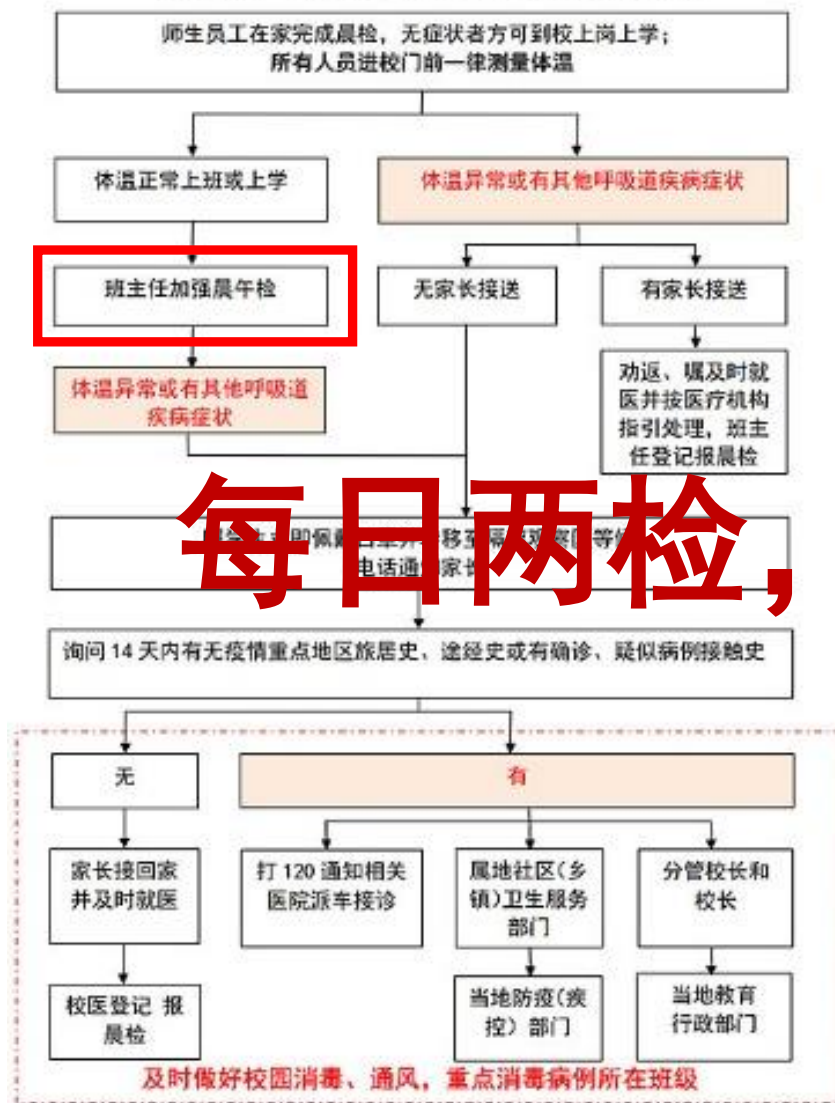 师生员工在家完成晨检，无症状者方可到校上岗上学；
所有人员进校门前一律测量体温
体温正常上班或上学
体温异常或有其他呼吸道疾病症状
班主任加强晨午检
无家长接送
有家长接送
体温异常或有其他呼吸道
疾病症状
劝返、嘱及时就
医并按医疗机构
指引处理，班主
任登记报晨检
每日两检，
即佩
移至
电话通
家长
询问 14 天内有无疫情重点地区旅居史、途经史或有确诊、疑似病例接触史
无
有
家长接回家
并及时就医
打 120 通知相关
医院派车接诊
属地社区（乡
镇）卫生服务
部门
分管校长和
校长
校医登记 报
晨检
当地防疫（疾
控）部门
当地教育
行政部门
及时做好校园消毒、通风，重点消毒病例所在班级